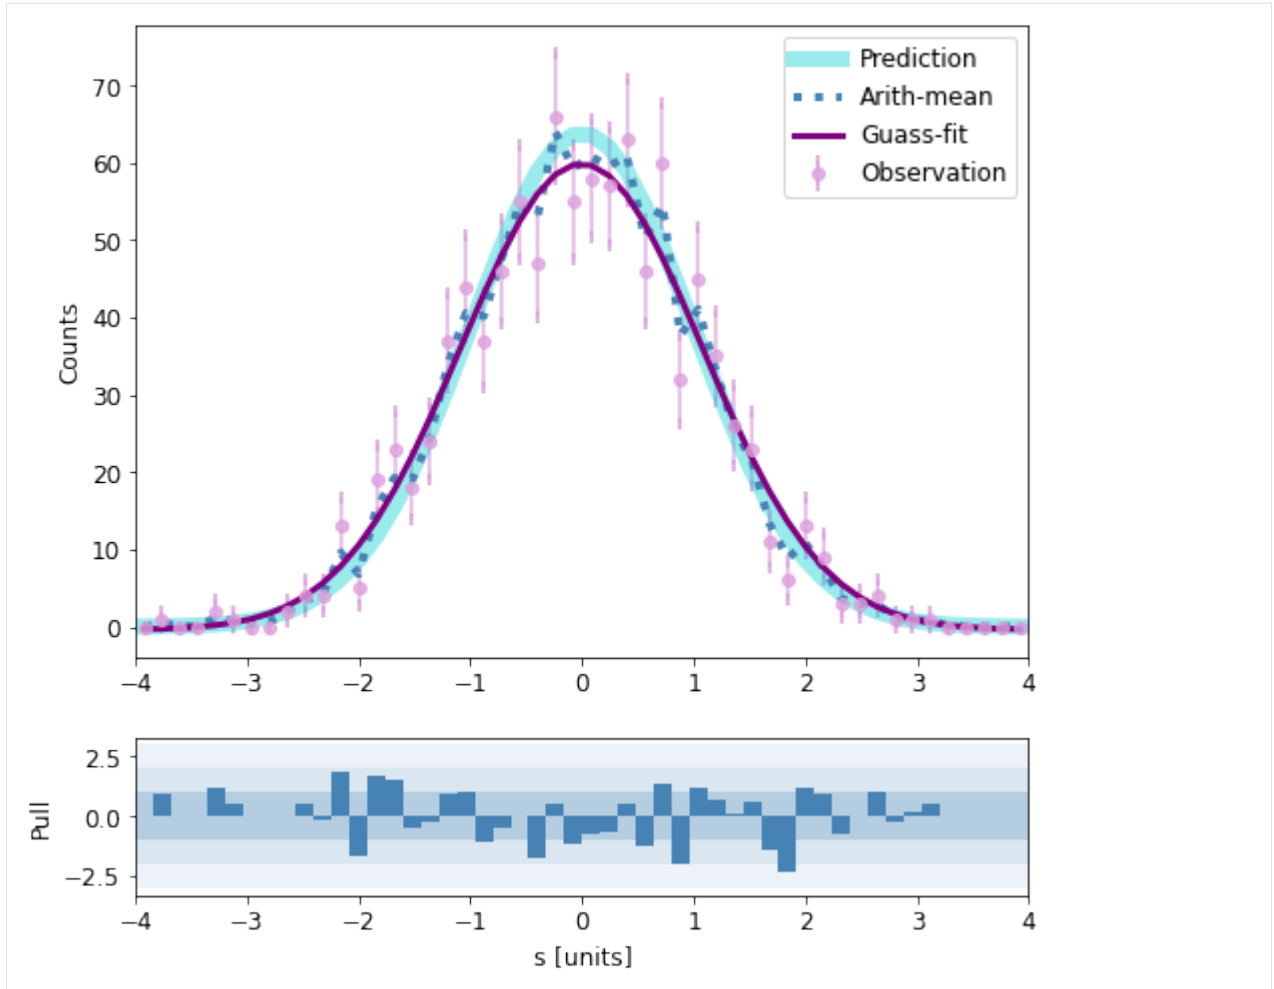 Prediction
Arith-mean
Guass-fit
Observation
70
60
50
40
30
20
10
0
Counts
−4 −3 −2 −1 0 1 2 3 4
2.5
0.0
−2.5
Pull
−4 −3 −2 −1 0 1 2 3 4
s [units]